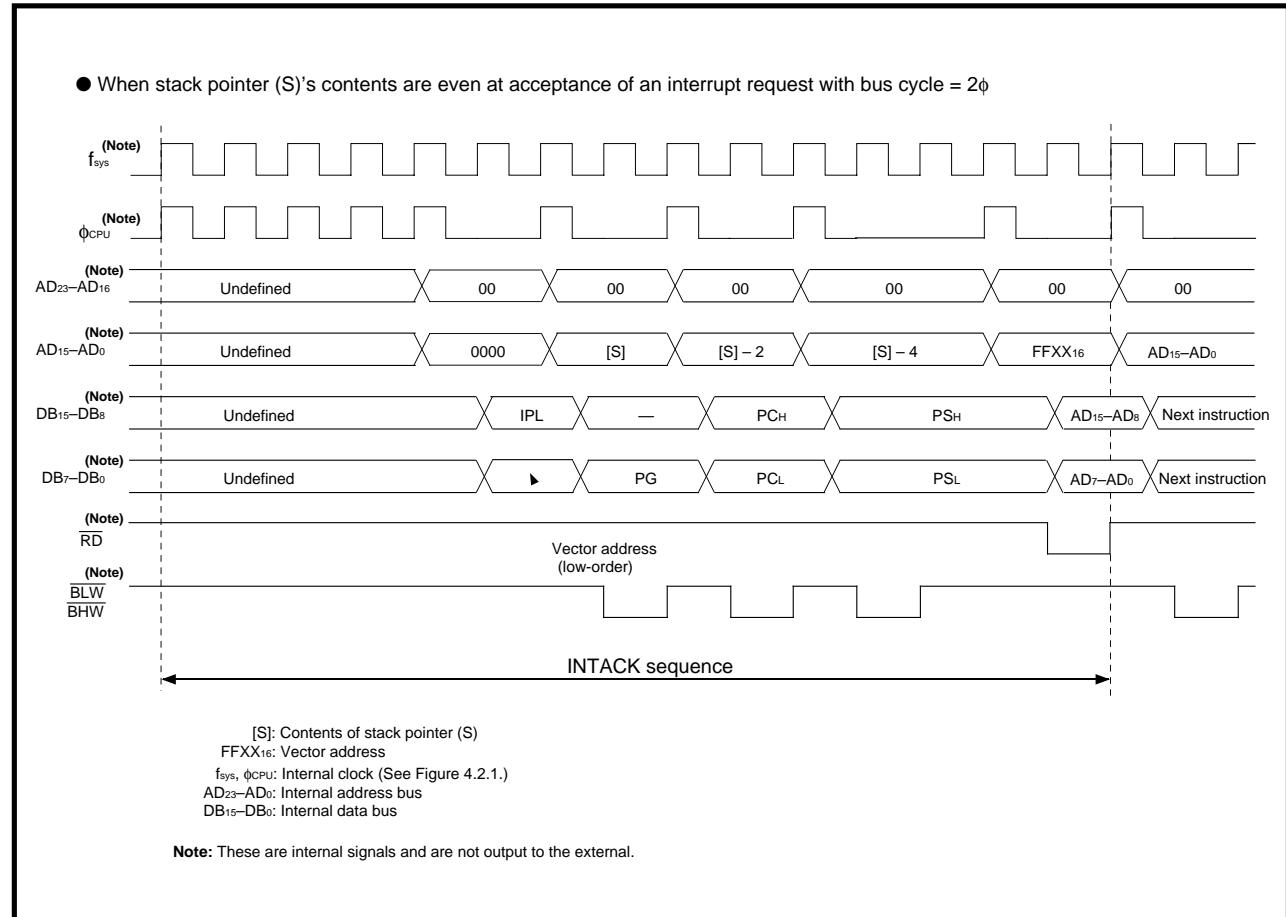 ● When stack pointer (S)'s contents are even at acceptance of an interrupt request with bus cycle = 2ϕ
(Note)
fsys
(Note)
ϕCPU
(Note)
AD23–AD16 Undefined 00 00 00 00 00 00
(Note)
AD15–AD0 Undefined 0000 [S] [S] – 2 [S] – 4 FFXX16 AD15–AD0
(Note)
DB15–DB8 Undefined IPL — PCH PSH AD15–AD8 Next instruction
(Note)
DB7–DB0 Undefined PG PCL PSL AD7–AD0 Next instruction
(Note)
RD
Vector address
(low-order)
(Note)
BLW
BHW
INTACK sequence
[S]: Contents of stack pointer (S)
FFXX16: Vector address
fsys, ϕCPU: Internal clock (See Figure 4.2.1.)
AD23–AD0: Internal address bus
DB15–DB0: Internal data bus
Note: These are internal signals and are not output to the external.